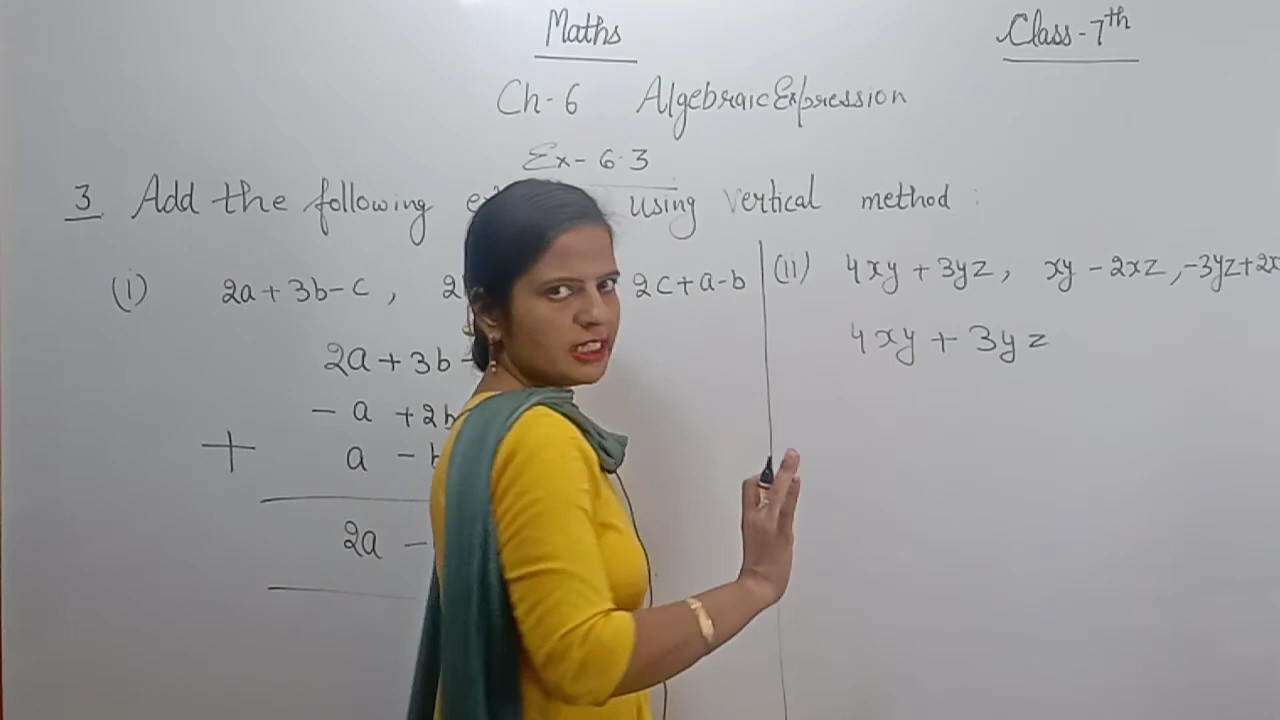 Maths
Class-7th
Ch-6 Algebraic Expression
Ex-6.3
3. Add the following using vertical method :
(i) 2a+3b-c, 2c+a-b
2a+3b
-a +2b
+ a -
2a -
(ii) 4xy+3yz, xy-2xz, -3yz+2x
4xy+3yz